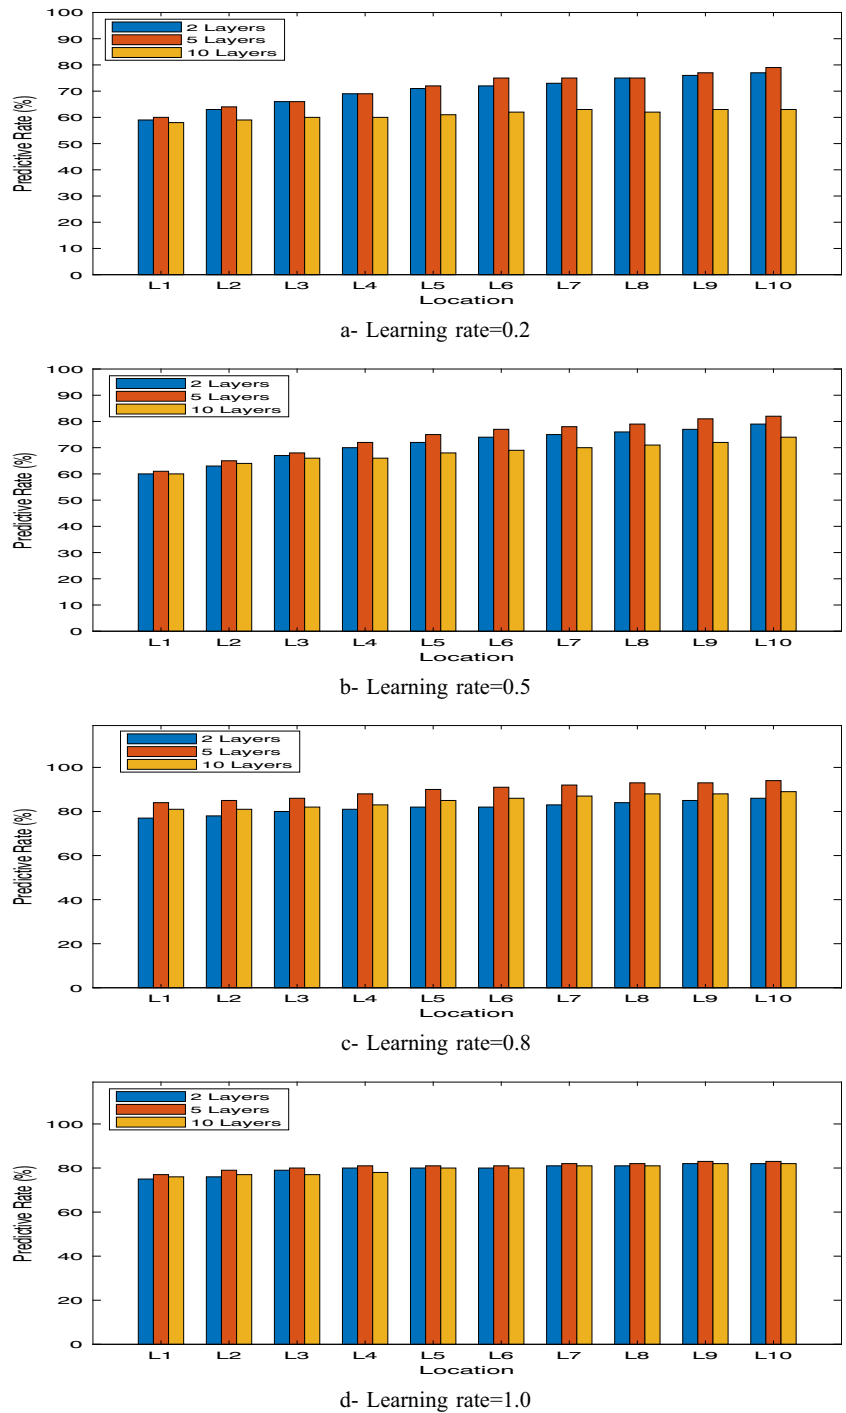 100
90
80
70
60
50
40
30
20
10
0
Predictive Rate (%)
2 Layers
5 Layers
10 Layers
L1 L2 L3 L4 L5 L6 L7 L8 L9 L10
Location
a- Learning rate=0.2
100
90
80
70
60
50
40
30
20
10
0
Predictive Rate (%)
2 Layers
5 Layers
10 Layers
L1 L2 L3 L4 L5 L6 L7 L8 L9 L10
Location
b- Learning rate=0.5
100
80
60
40
20
0
Predictive Rate (%)
2 Layers
5 Layers
10 Layers
L1 L2 L3 L4 L5 L6 L7 L8 L9 L10
Location
c- Learning rate=0.8
100
80
60
40
20
0
Predictive Rate (%)
2 Layers
5 Layers
10 Layers
L1 L2 L3 L4 L5 L6 L7 L8 L9 L10
Location
d- Learning rate=1.0